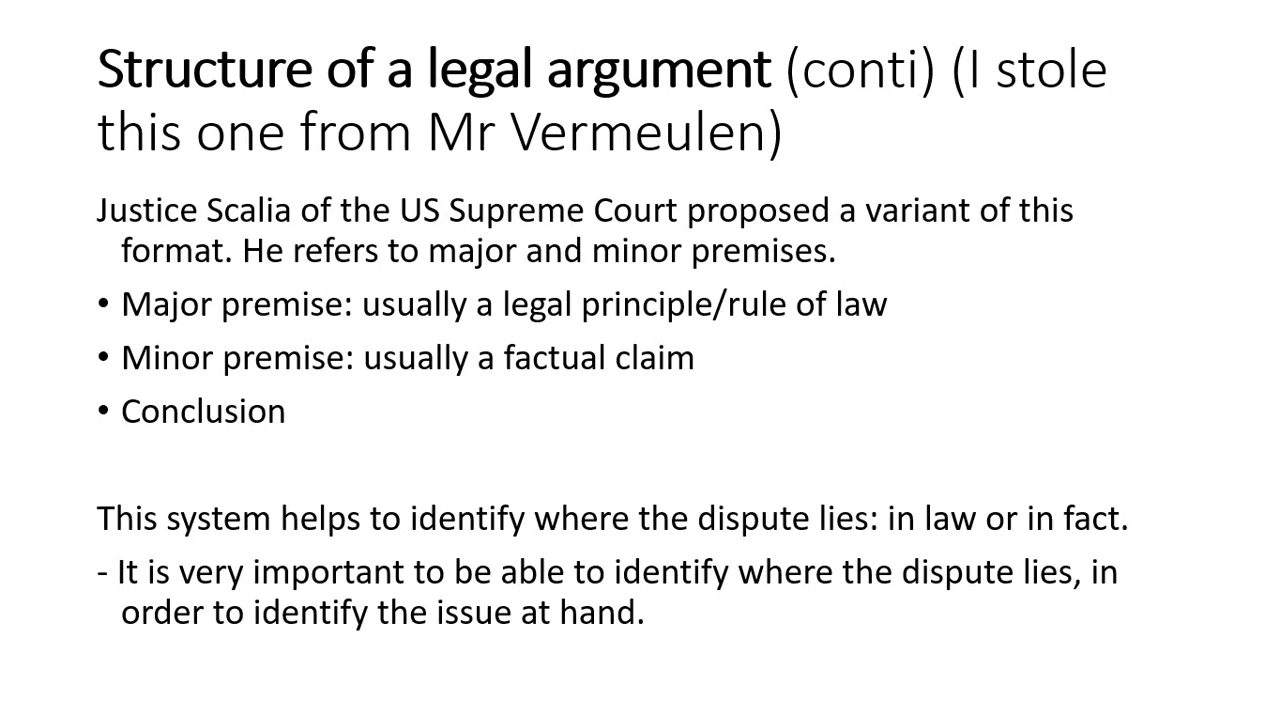 Structure of a legal argument (conti) (I stole
this one from Mr Vermeulen)
Justice Scalia of the US Supreme Court proposed a variant of this
format. He refers to major and minor premises.
• Major premise: usually a legal principle/rule of law
• Minor premise: usually a factual claim
• Conclusion
This system helps to identify where the dispute lies: in law or in fact.
- It is very important to be able to identify where the dispute lies, in
order to identify the issue at hand.